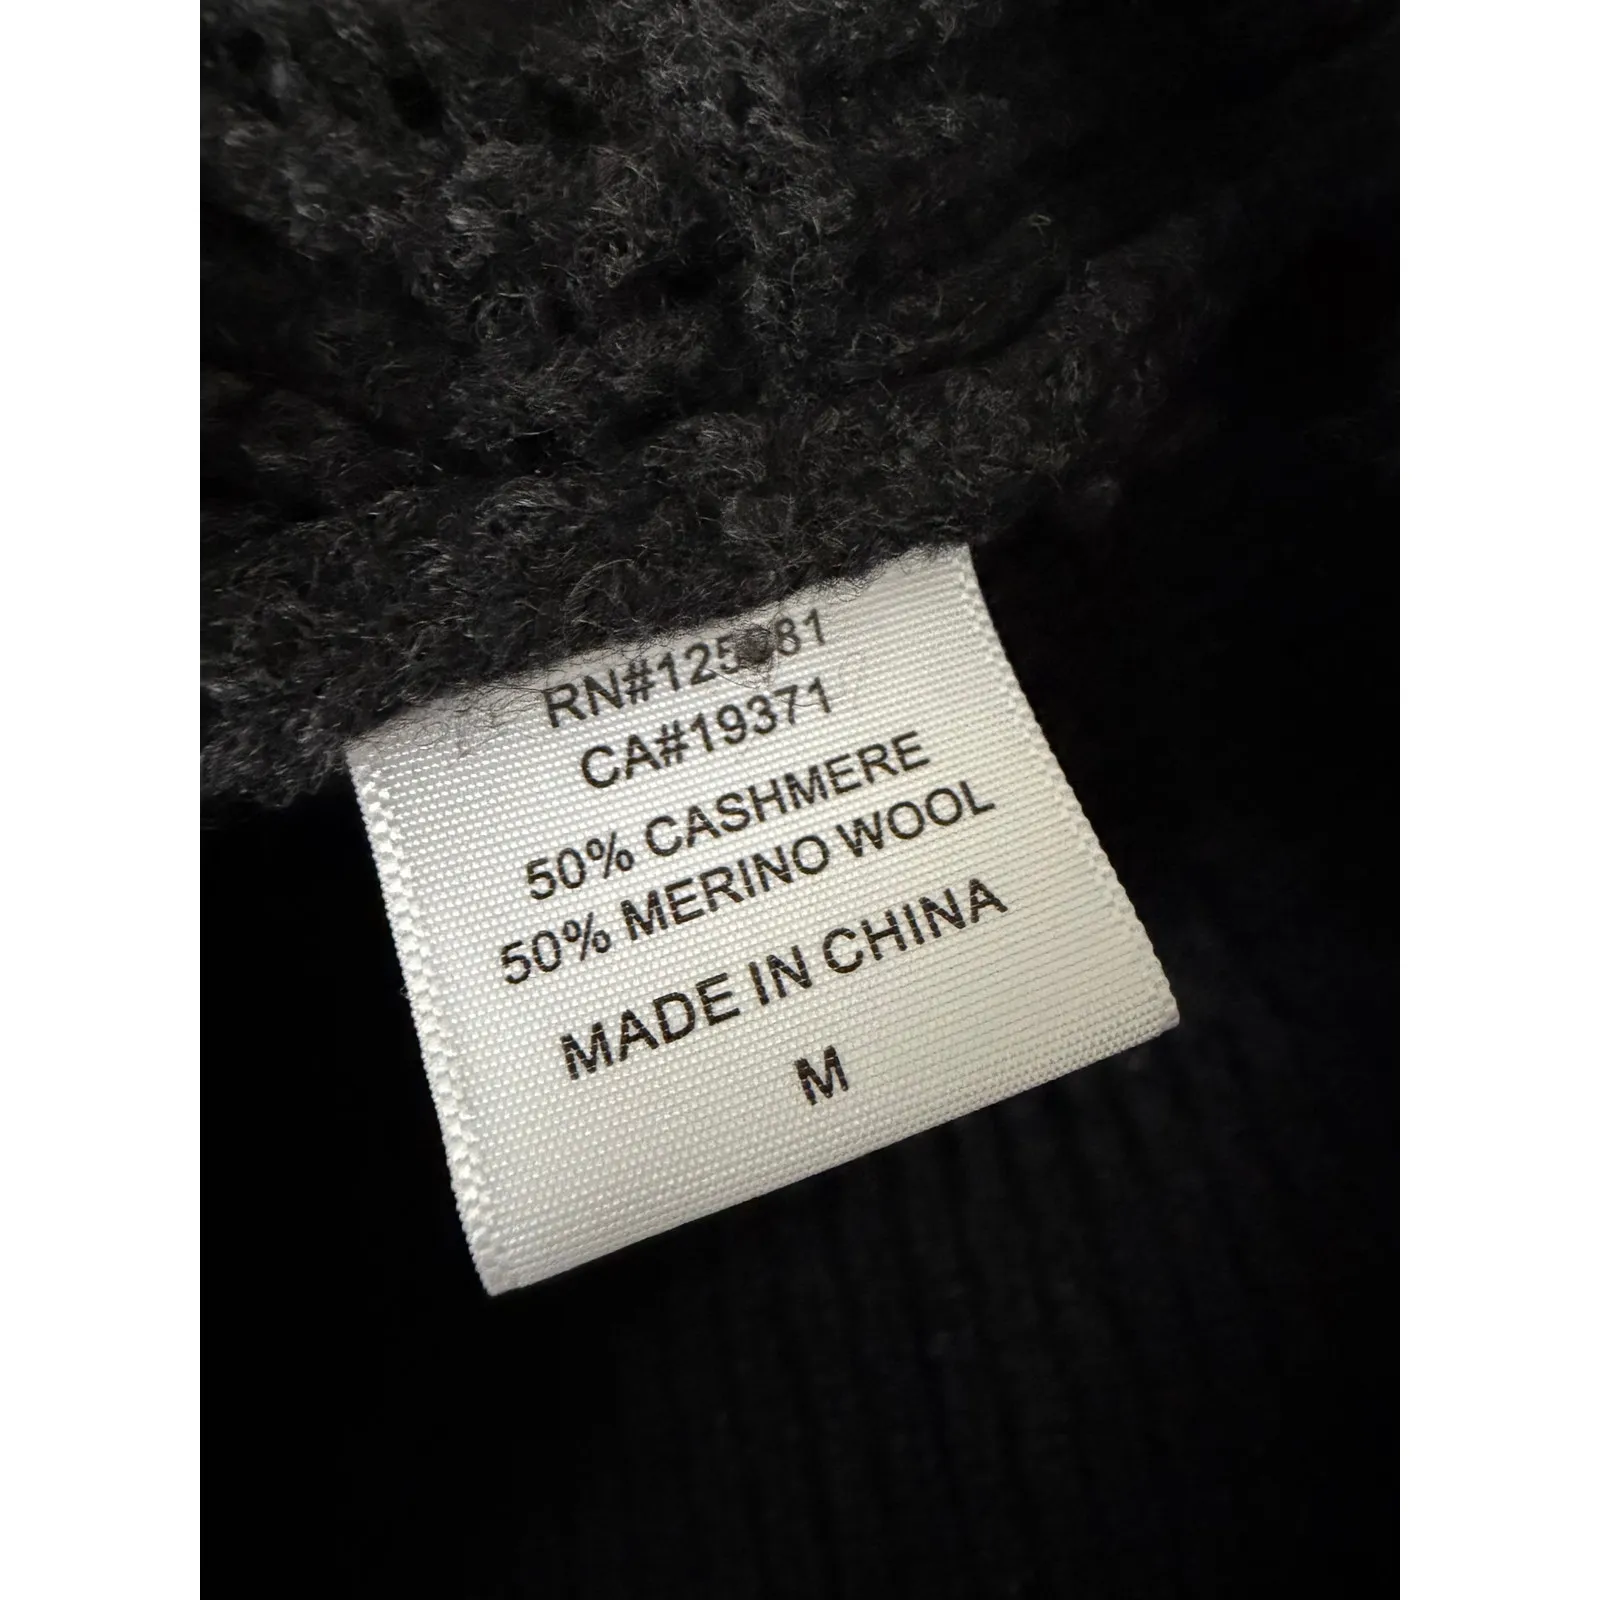 CA#19371
50% CASHMERE
50% MERINO WOOL
MADE IN CHINA
M